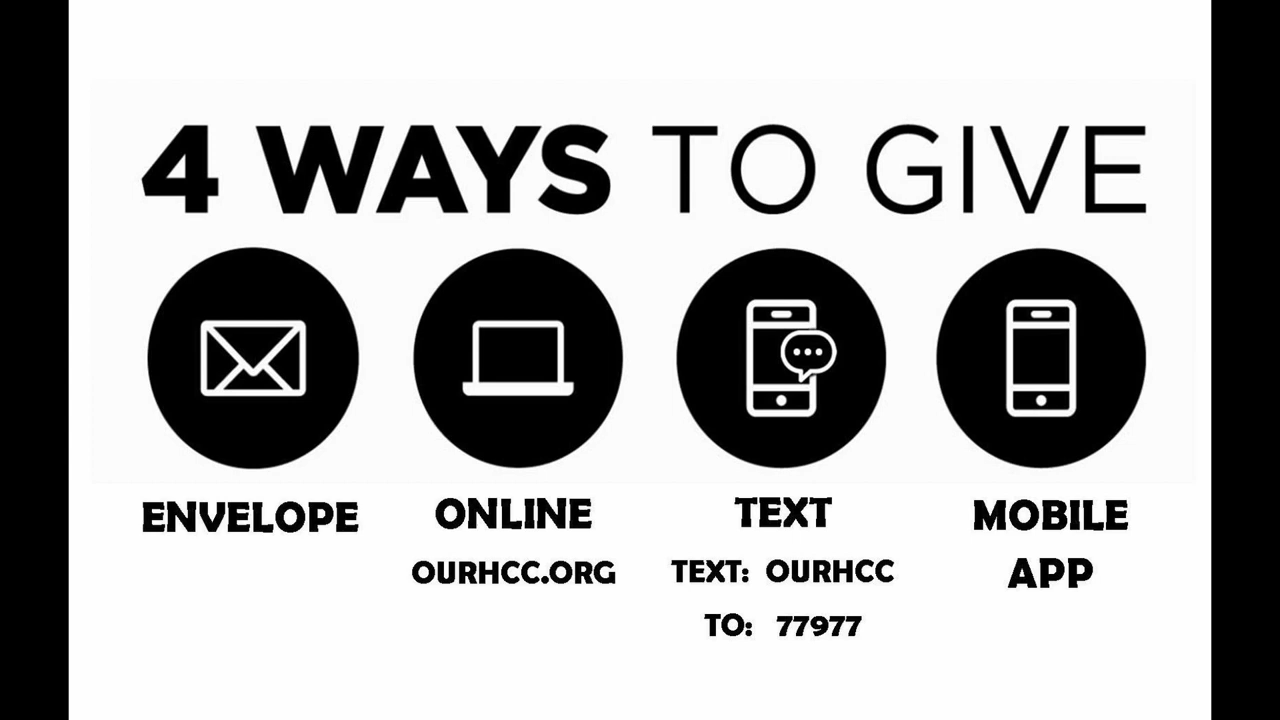 4 WAYS TO GIVE
ENVELOPE
ONLINE
OURHCC.ORG
TEXT
TEXT: OURHCC
TO: 77977
MOBILE
APP